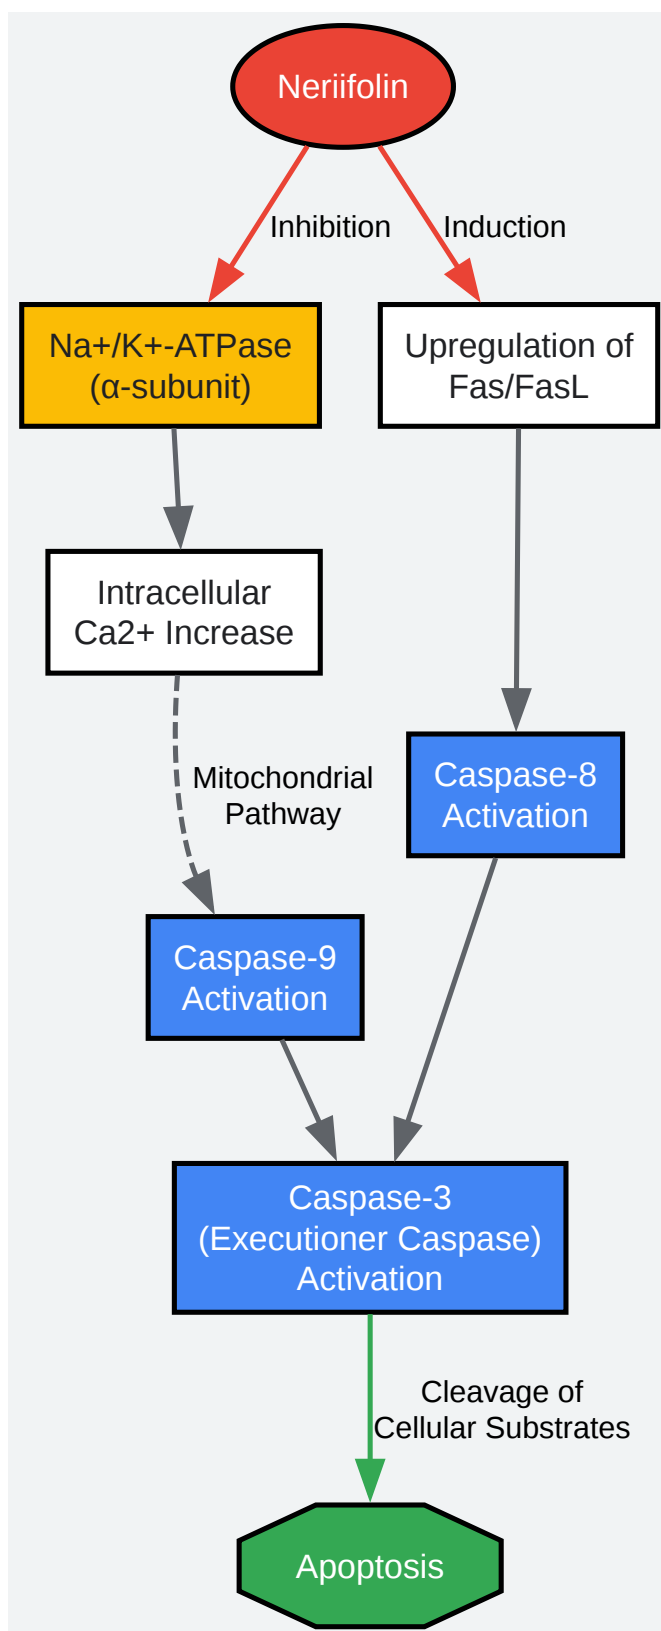 Neriifolin
Inhibition
Induction
Na+/K+-ATPase
(α-subunit)
Upregulation of
Fas/FasL
Intracellular
Ca2+ Increase
Mitochondrial
Pathway
Caspase-8
Activation
Caspase-9
Activation
Caspase-3
(Executioner Caspase)
Activation
Cleavage of
Cellular Substrates
Apoptosis